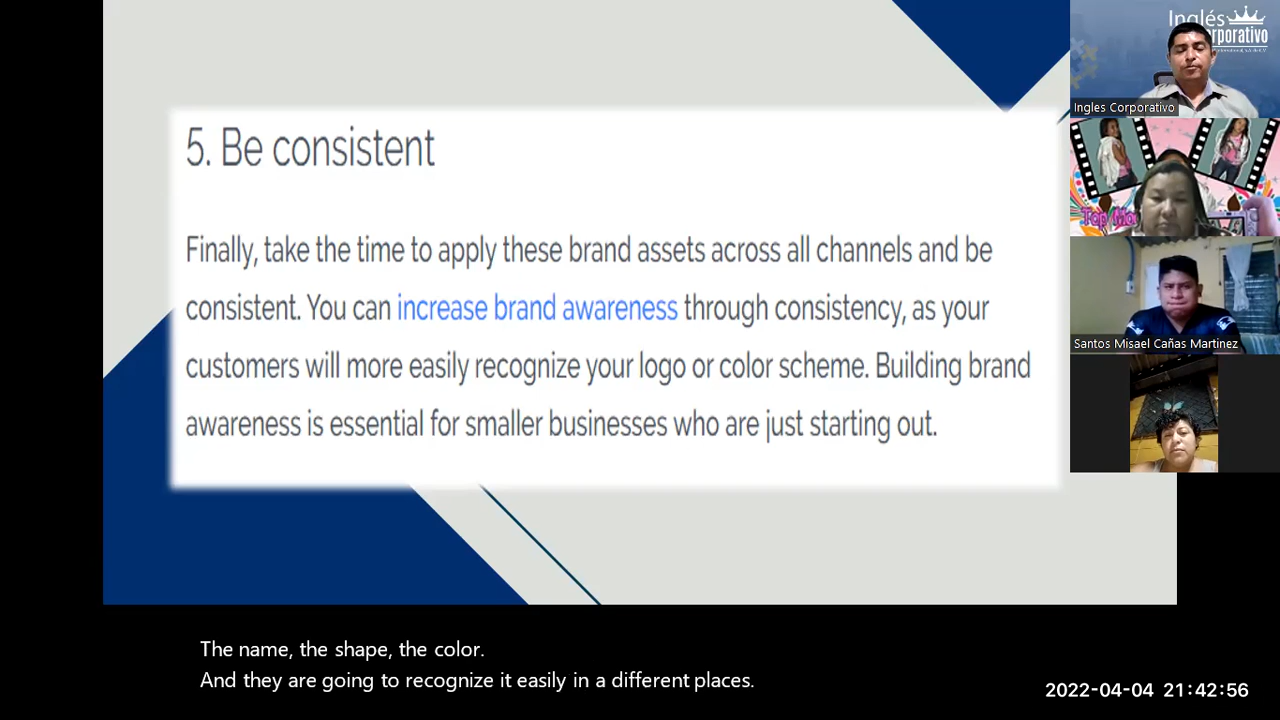 5. Be consistent
Finally, take the time to apply these brand assets across all channels and be
consistent. You can increase brand awareness through consistency, as your
customers will more easily recognize your logo or color scheme. Building brand
awareness is essential for smaller businesses who are just starting out.
Inglés
Ingles Corporativo
Santos Misael Cañas Martinez
The name, the shape, the color.
And they are going to recognize it easily in a different places.
2022-04-04 21:42:56